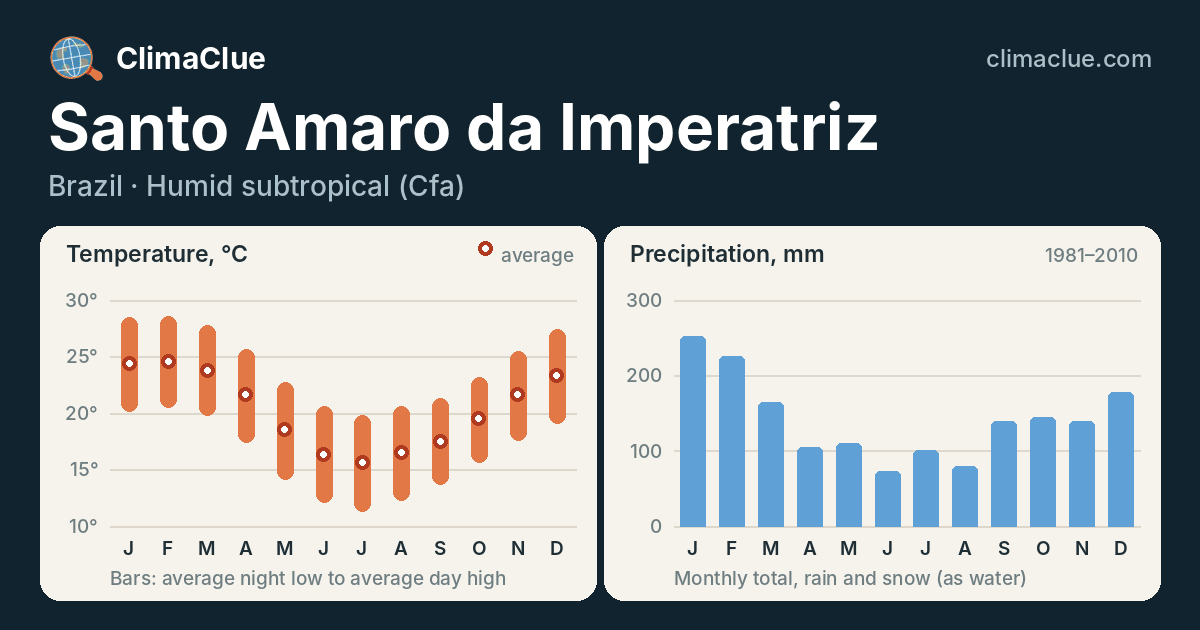 ClimaClue
climaclue.com
Santo Amaro da Imperatriz
Brazil · Humid subtropical (Cfa)
Temperature, °C
average
30°
25°
20°
15°
10°
J F M A M J J A S O N D
Bars: average night low to average day high
Precipitation, mm
1981–2010
300
200
100
0
J F M A M J J A S O N D
Monthly total, rain and snow (as water)